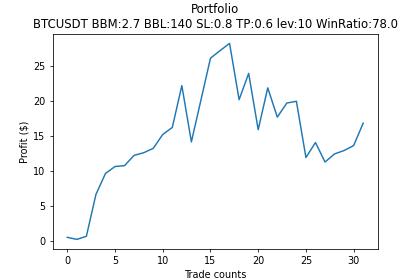 Portfolio
BTCUSDT BBM:2.7 BBL:140 SL:0.8 TP:0.6 lev:10 WinRatio:78.0
Profit ($)
25
20
15
10
5
0
0 5 10 15 20 25 30
Trade counts